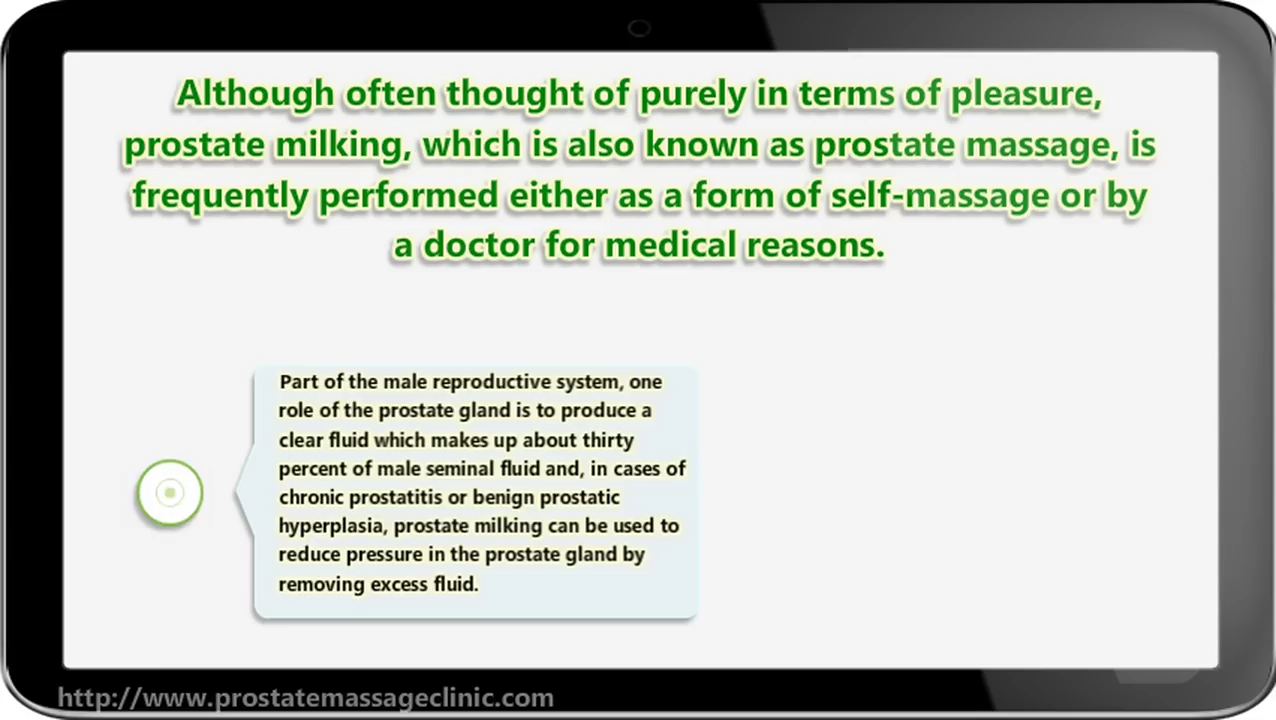 Although often thought of purely in terms of pleasure,
prostate milking, which is also known as prostate massage, is
frequently performed either as a form of self-massage or by
a doctor for medical reasons.
Part of the male reproductive system, one
role of the prostate gland is to produce a
clear fluid which makes up about thirty
percent of male seminal fluid and, in cases of
chronic prostatitis or benign prostatic
hyperplasia, prostate milking can be used to
reduce pressure in the prostate gland by
removing excess fluid.
http://www.prostatemassageclinic.com